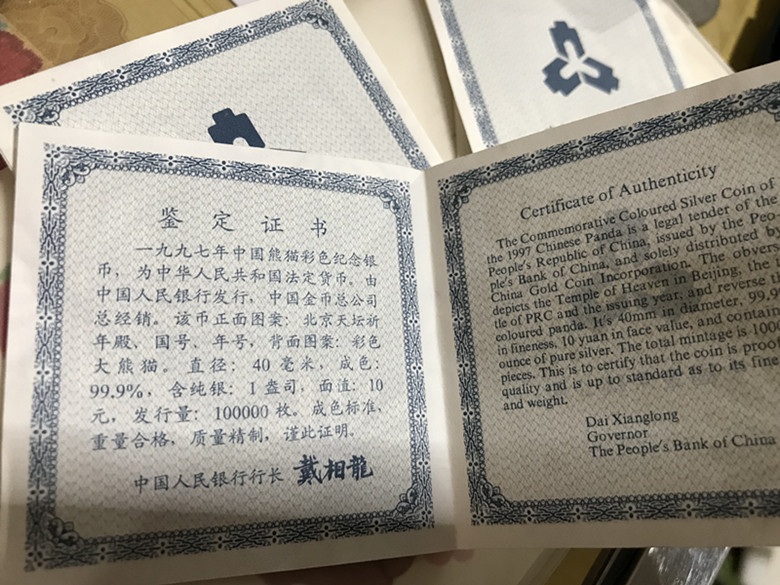 鉴定证书
一九九七年中国熊猫彩色纪念银
币，为中华人民共和国法定货币。由
中国人民银行发行，中国金币总公司
总经销。该币正面图案：北京天坛祈
年殿、国号、年号，背面图案：彩色
大熊猫。直径：40毫米，成色：
99.9%，含纯银：1盎司，面值：10
元，发行量：100000枚。成色标准，
重量合格，质量精制，谨此证明。
中国人民银行行长 戴相龍
Certificate of Authenticity
The Commemorative Coloured Silver Coin of
the 1997 Chinese Panda is a legal tender of the
People's Republic of China, issued by the Peo-
ple's Bank of China, and solely distributed by
China Gold Coin Incorporation. The obverse
depicts the Temple of Heaven in Beijing, the
tle of PRC and the issuing year, and reverse
coloured panda. It's 40mm in diameter, 99.9
in fineness, 10 yuan in face value, and contain
ounce of pure silver. The total mintage is 100
pieces. This is to certify that the coin is proof
quality and is up to standard as to its fine
and weight.
Dai Xianglong
Governor
The People's Bank of China